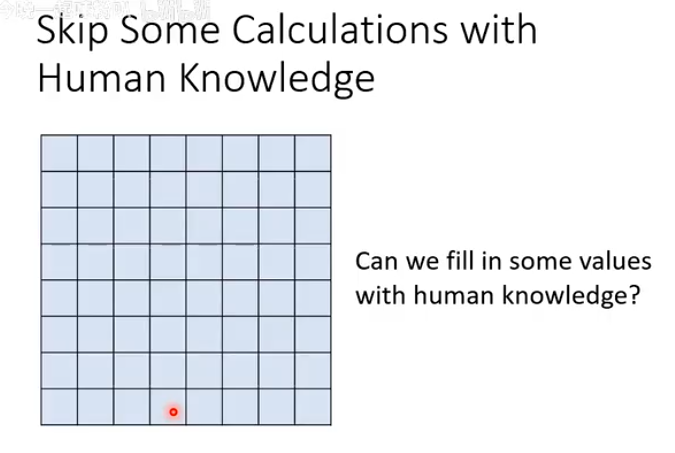 Skip Some Calculations with
Human Knowledge
Can we fill in some values
with human knowledge?